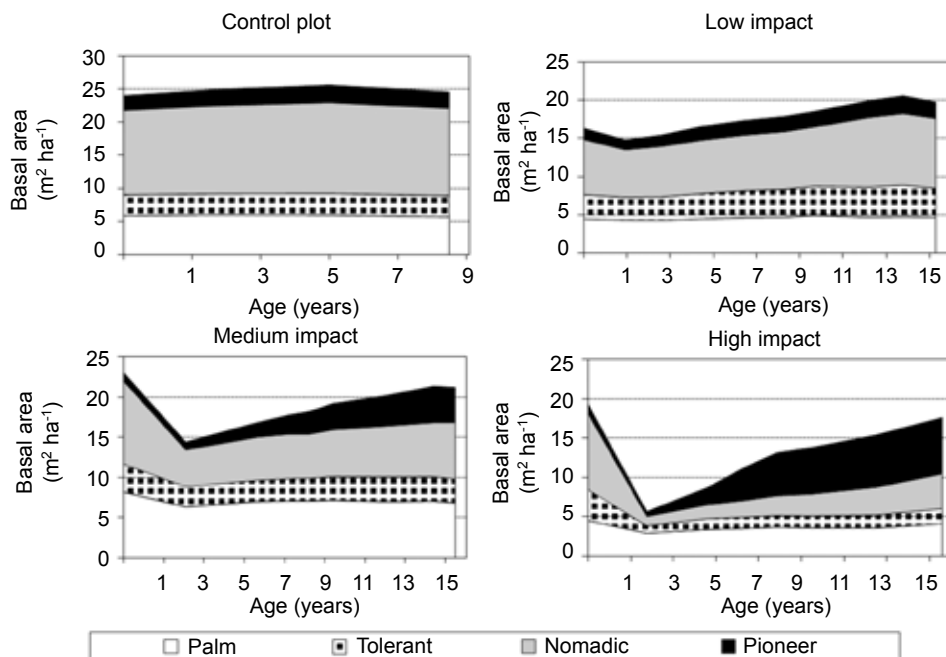 Control plot
30
25
20
15
10
5
0
Basal area
(m² ha⁻¹)
1 3 5 7 9
Age (years)
Low impact
25
20
15
10
5
0
Basal area
(m² ha⁻¹)
1 3 5 7 9 11 13 15
Age (years)
Medium impact
25
20
15
10
5
0
Basal area
(m² ha⁻¹)
1 3 5 7 9 11 13 15
Age (years)
High impact
25
20
15
10
5
0
Basal area
(m² ha⁻¹)
1 3 5 7 9 11 13 15
Age (years)
Palm Tolerant Nomadic Pioneer